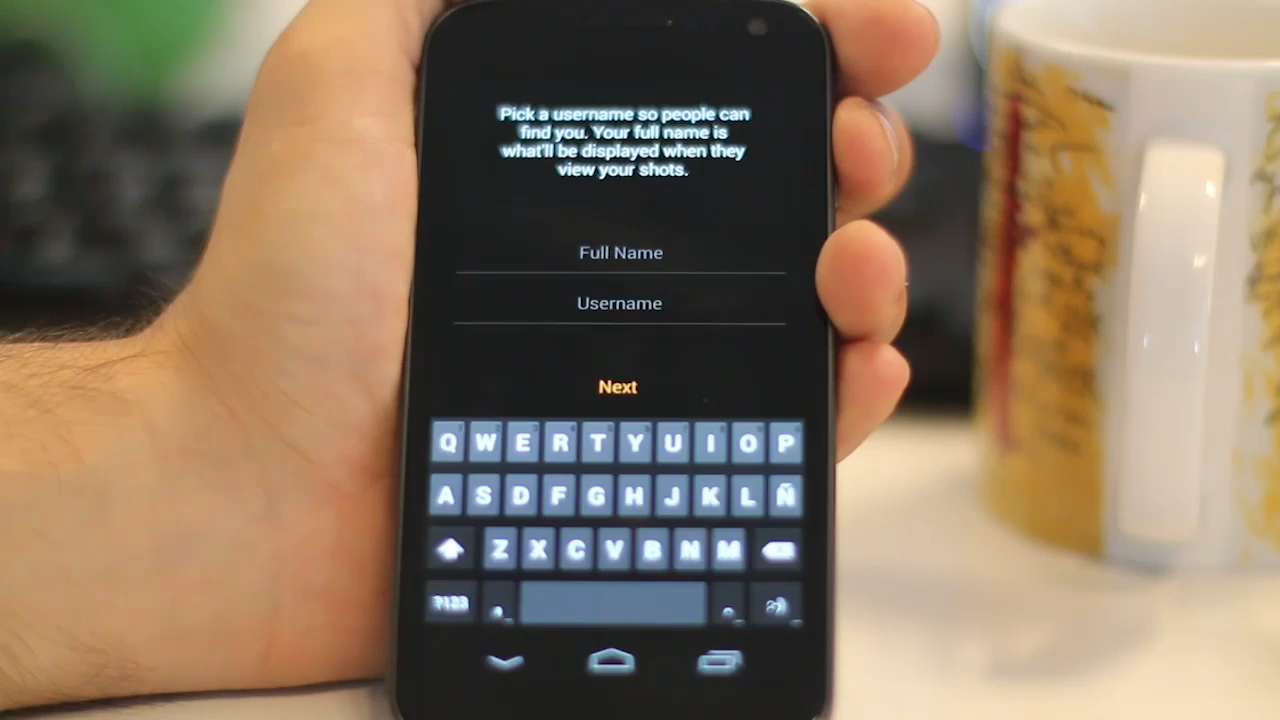 Pick a username so people can
find you. Your full name is
what'll be displayed when they
view your shots.
Full Name
Username
Next
Q W E R T Y U I O P
A S D F G H J K L Ñ
Z X C V B N M
?123 , . :-)